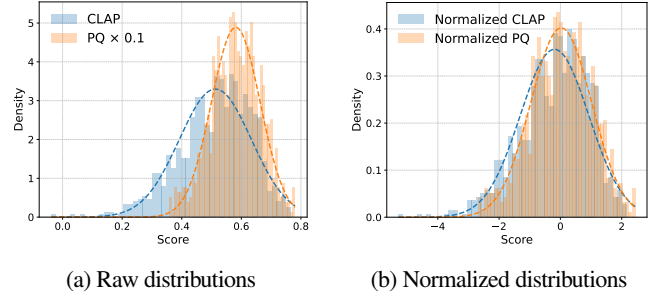 CLAP
PQ × 0.1
Density
5
4
3
2
1
0
0.0 0.2 0.4 0.6 0.8
Score
(a) Raw distributions
Normalized CLAP
Normalized PQ
Density
0.4
0.3
0.2
0.1
0.0
−4 −2 0 2
Score
(b) Normalized distributions